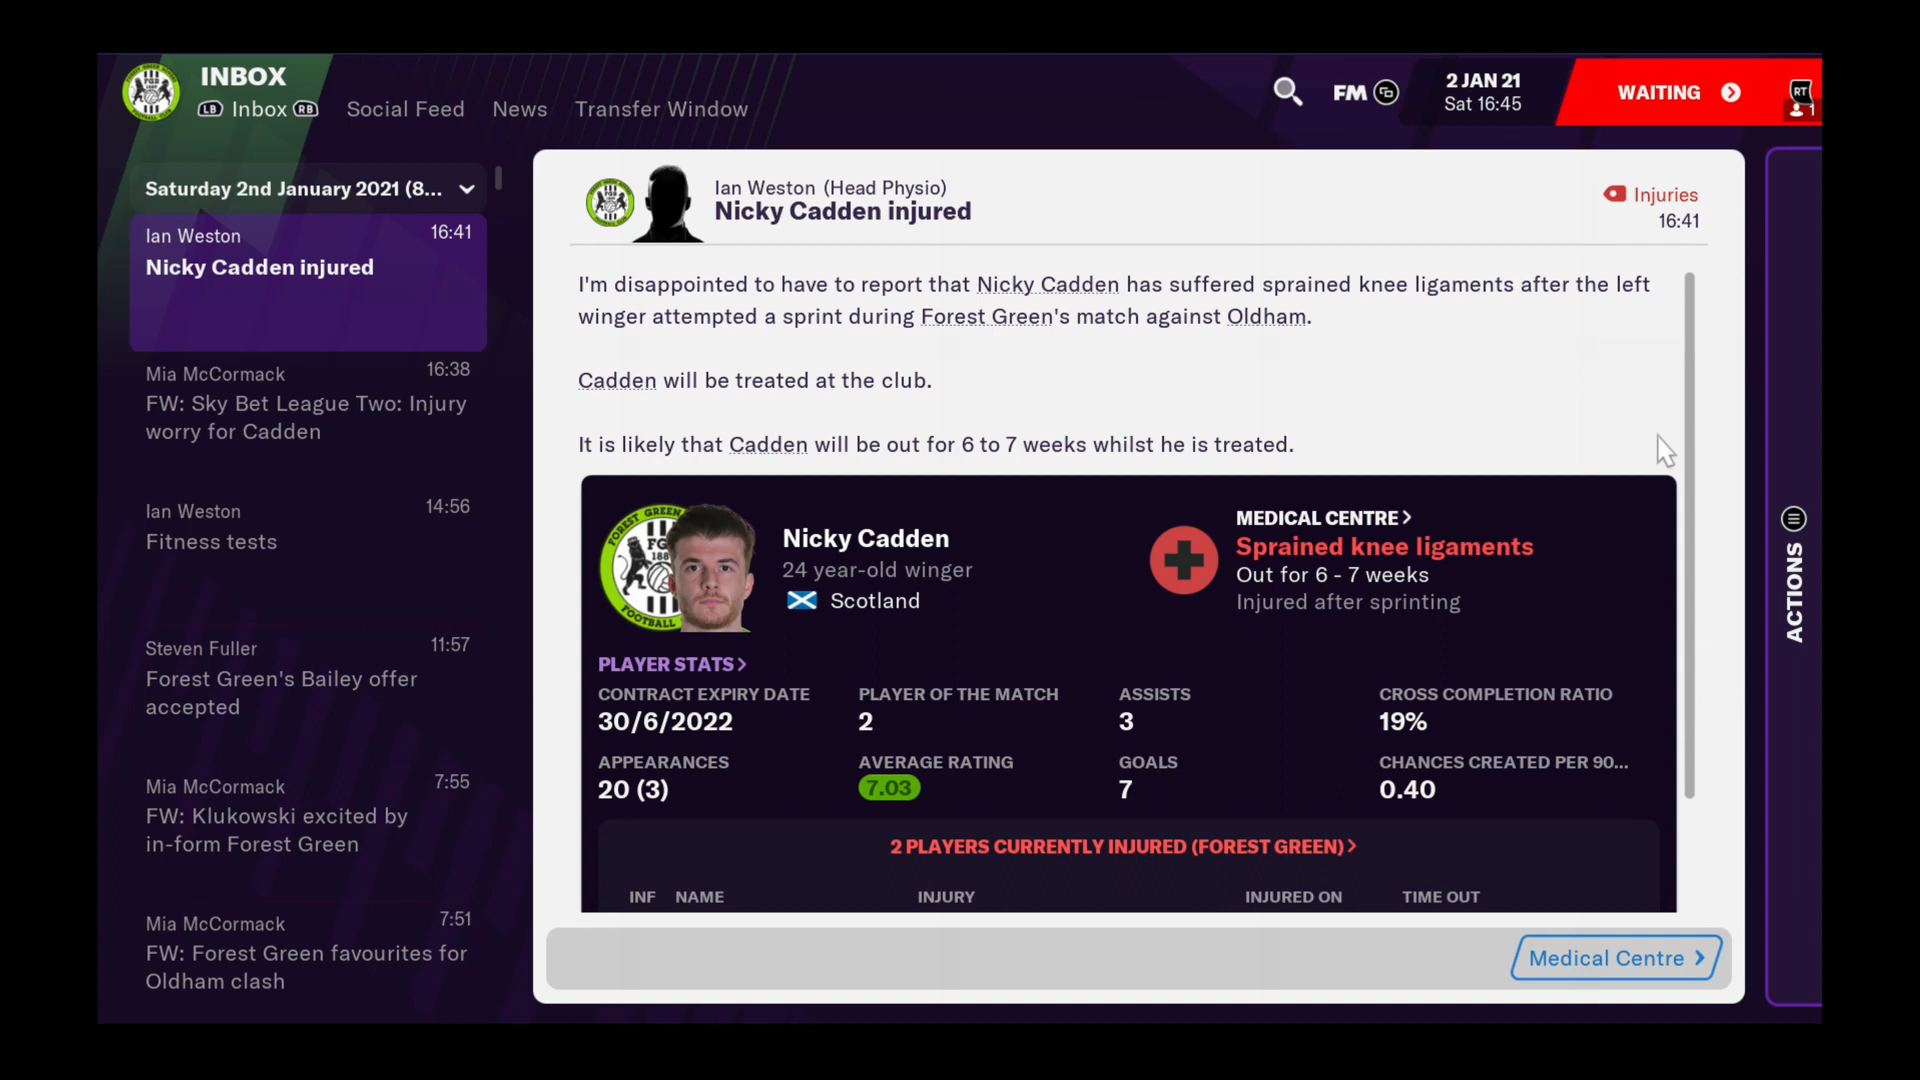 INBOX
LB Inbox RB
Social Feed
News
Transfer Window
FM
2 JAN 21
Sat 16:45
WAITING
RT
1
Saturday 2nd January 2021 (8...
Ian Weston 16:41
Nicky Cadden injured
Mia McCormack 16:38
FW: Sky Bet League Two: Injury
worry for Cadden
Ian Weston 14:56
Fitness tests
Steven Fuller 11:57
Forest Green's Bailey offer
accepted
Mia McCormack 7:55
FW: Klukowski excited by
in-form Forest Green
Mia McCormack 7:51
FW: Forest Green favourites for
Oldham clash
Ian Weston (Head Physio)
Nicky Cadden injured
Injuries
16:41
I'm disappointed to have to report that Nicky Cadden has suffered sprained knee ligaments after the left
winger attempted a sprint during Forest Green's match against Oldham.
Cadden will be treated at the club.
It is likely that Cadden will be out for 6 to 7 weeks whilst he is treated.
FOREST GREEN
FOOTBALL
Nicky Cadden
24 year-old winger
Scotland
MEDICAL CENTRE
Sprained knee ligaments
Out for 6 - 7 weeks
Injured after sprinting
PLAYER STATS
CONTRACT EXPIRY DATE PLAYER OF THE MATCH ASSISTS CROSS COMPLETION RATIO
30/6/2022 2 3 19%
APPEARANCES AVERAGE RATING GOALS CHANCES CREATED PER 90...
20 (3) 7.03 7 0.40
2 PLAYERS CURRENTLY INJURED (FOREST GREEN)
INF NAME INJURY INJURED ON TIME OUT
Medical Centre
ACTIONS